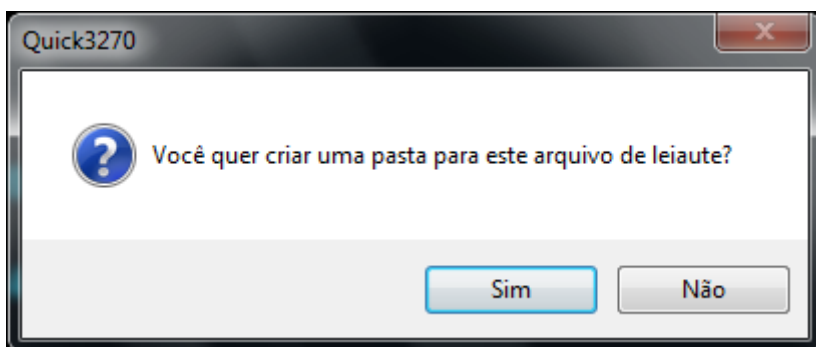 Quick3270
Você quer criar uma pasta para este arquivo de leiaute?
Sim
Não